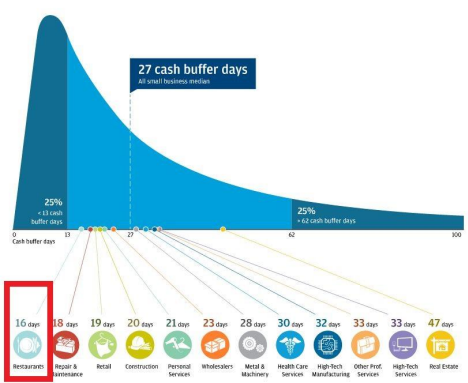 27 cash buffer days
All small business median
25%
< 13 cash
buffer days
25%
> 62 cash buffer days
0 13 27 62 100
Cash buffer days
16 days 18 days 19 days 20 days 21 days 23 days 28 days 30 days 32 days 33 days 33 days 47 days
Restaurants Repair & Retail Construction Personal Wholesalers Metal & Health Care High-Tech Other Prof. High-Tech Real Estate
Maintenance Services Machinery Services Manufacturing Services Services